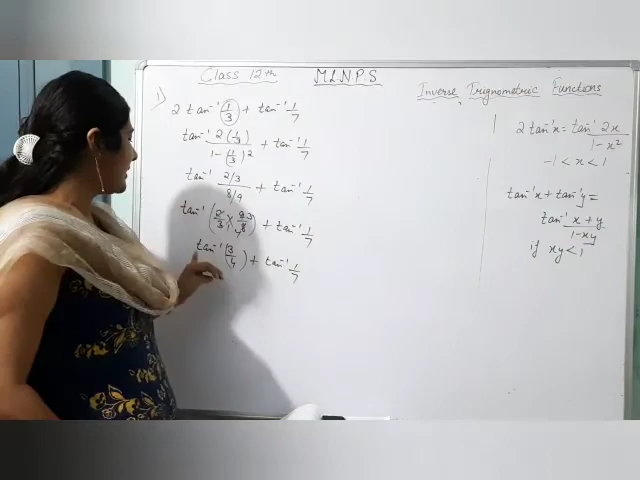 Class 12th M.L.N.P.S
Inverse Trignometric Functions
1) 2 tan⁻¹ (1/3) + tan⁻¹ 1/7
tan⁻¹ 2(1/3) / 1-(1/3)² + tan⁻¹ 1/7
tan⁻¹ 2/3 / 8/9 + tan⁻¹ 1/7
tan⁻¹ (2/3 × 9/8) + tan⁻¹ 1/7
tan⁻¹ (3/4) + tan⁻¹ 1/7
2 tan⁻¹x = tan⁻¹ 2x / 1-x²
-1 < x < 1
tan⁻¹x + tan⁻¹y =
tan⁻¹ x + y / 1-xy
if xy < 1